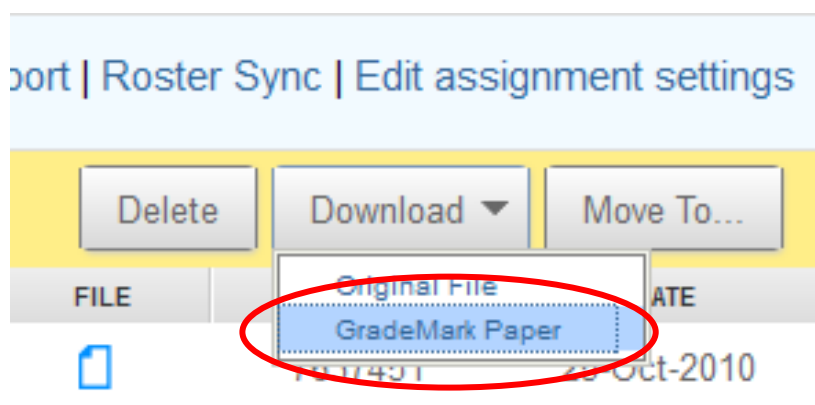 port | Roster Sync | Edit assignment settings
Delete Download Move To...
Original File
FILE ATE
GradeMark Paper
-Oct-2010